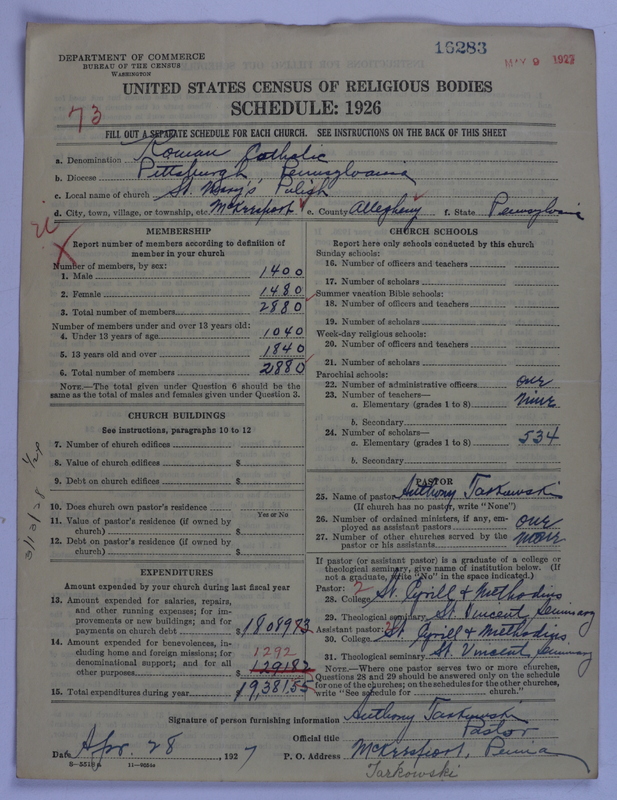 16283
MAY 9 1927
DEPARTMENT OF COMMERCE
BUREAU OF THE CENSUS
WASHINGTON
UNITED STATES CENSUS OF RELIGIOUS BODIES
SCHEDULE: 1926
73
FILL OUT A SEPARATE SCHEDULE FOR EACH CHURCH. SEE INSTRUCTIONS ON THE BACK OF THIS SHEET
a. Denomination Roman Catholic
b. Diocese Pittsburgh Pennsylvania
c. Local name of church St. Mary's Polish
d. City, town, village, or township, etc. McKeesport e. County Allegheny f. State Pennsylvania
MEMBERSHIP
Report number of members according to definition of
member in your church
Number of members, by sex:
1. Male 1400
2. Female 1480
3. Total number of members 2880
Number of members under and over 13 years old:
4. Under 13 years of age 1040
5. 13 years old and over 1840
6. Total number of members 2880
NOTE.—The total given under Question 6 should be the
same as the total of males and females given under Question 3.
CHURCH BUILDINGS
See instructions, paragraphs 10 to 12
7. Number of church edifices
8. Value of church edifices $
9. Debt on church edifices $
10. Does church own pastor's residence
Yes or No
11. Value of pastor's residence (if owned by
church) $
12. Debt on pastor's residence (if owned by
church) $
3/13/28
EXPENDITURES
Amount expended by your church during last fiscal year
13. Amount expended for salaries, repairs,
and other running expenses; for im-
provements or new buildings; and for
payments on church debt $ 1808973
14. Amount expended for benevolences, in-
cluding home and foreign missions; for
denominational support; and for all
other purposes $ 129182
1292
15. Total expenditures during year $ 19,381.55
CHURCH SCHOOLS
Report here only schools conducted by this church
Sunday schools:
16. Number of officers and teachers
17. Number of scholars
Summer vacation Bible schools:
18. Number of officers and teachers
19. Number of scholars
Week-day religious schools:
20. Number of officers and teachers
21. Number of scholars
Parochial schools:
22. Number of administrative officers one
23. Number of teachers—
a. Elementary (grades 1 to 8) nine
b. Secondary
24. Number of scholars—
a. Elementary (grades 1 to 8) 534
b. Secondary
PASTOR
25. Name of pastor Anthony Tarkowski
(If church has no pastor, write "None")
26. Number of ordained ministers, if any, em-
ployed as assistant pastors one
27. Number of other churches served by the
pastor or his assistants none
If pastor (or assistant pastor) is a graduate of a college or
theological seminary, give name of institution below. (If
not a graduate, write "No" in the space indicated.)
Pastor: 2
28. College St. Cyrill & Methodius
29. Theological seminary St. Vincent Seminary
Assistant pastor:
30. College St. Cyrill & Methodius
31. Theological seminary St. Vincent Seminary
NOTE.—Where one pastor serves two or more churches,
Questions 28 and 29 should be answered only on the schedule
for one of the churches; on the schedules for the other churches,
write "See schedule for church."
Signature of person furnishing information Anthony Tarkowski
Official title Pastor
Date Apr. 28, 1927 P. O. Address McKeesport, Penna
8-5518a 11-9554a
Tarkowski